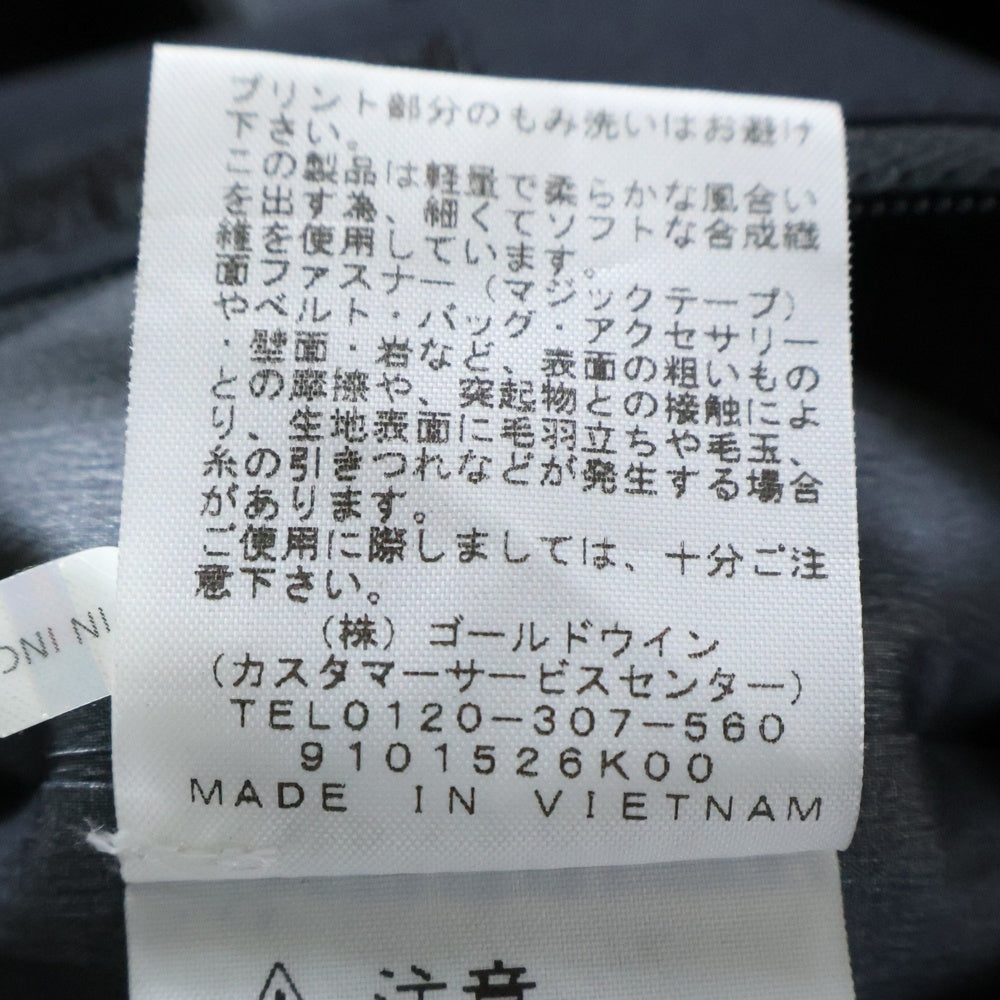 プリント部分のもみ洗いはお避け
下さい。
この製品は軽量で柔らかな風合い
を出す為、細くてソフトな合成繊
維を使用しています。
面ファスナー（マジックテープ）
やベルト・バッグ・アクセサリー
・壁面・岩など、表面の粗いもの
との摩擦や、突起物との接触によ
り、生地表面に毛羽立ちや毛玉、
糸の引きつれなどが発生する場合
があります。
ご使用に際しましては、十分ご注
意下さい。
（株）ゴールドウイン
（カスタマーサービスセンター）
TEL0120-307-560
9101526K00
MADE IN VIETNAM
注意